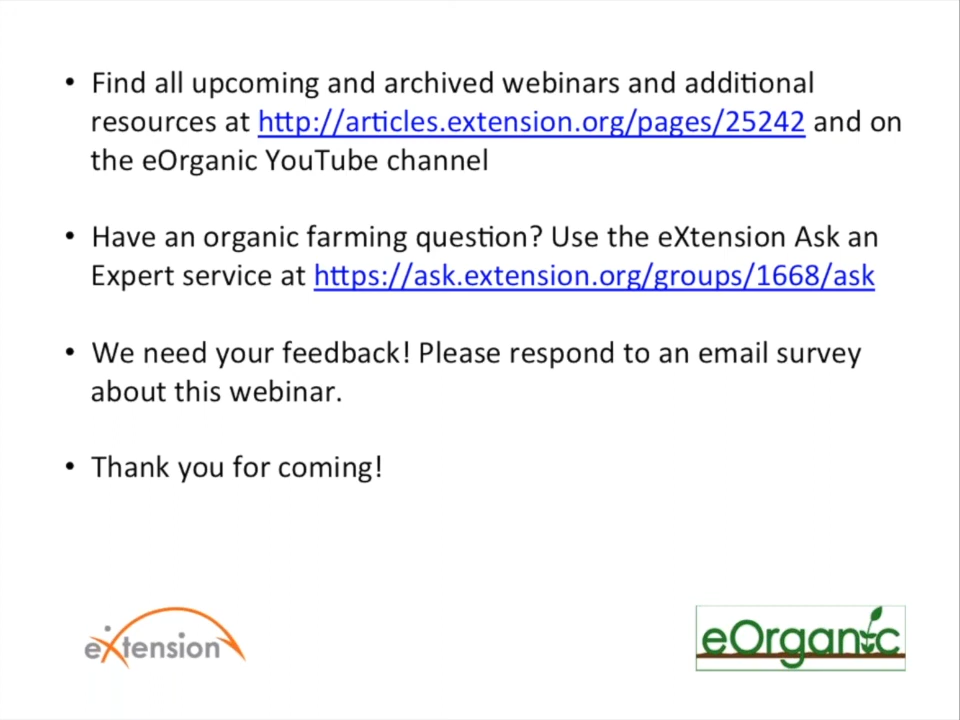 • Find all upcoming and archived webinars and additional
resources at http://articles.extension.org/pages/25242 and on
the eOrganic YouTube channel
• Have an organic farming question? Use the eXtension Ask an
Expert service at https://ask.extension.org/groups/1668/ask
• We need your feedback! Please respond to an email survey
about this webinar.
• Thank you for coming!
eXtension
eOrganic